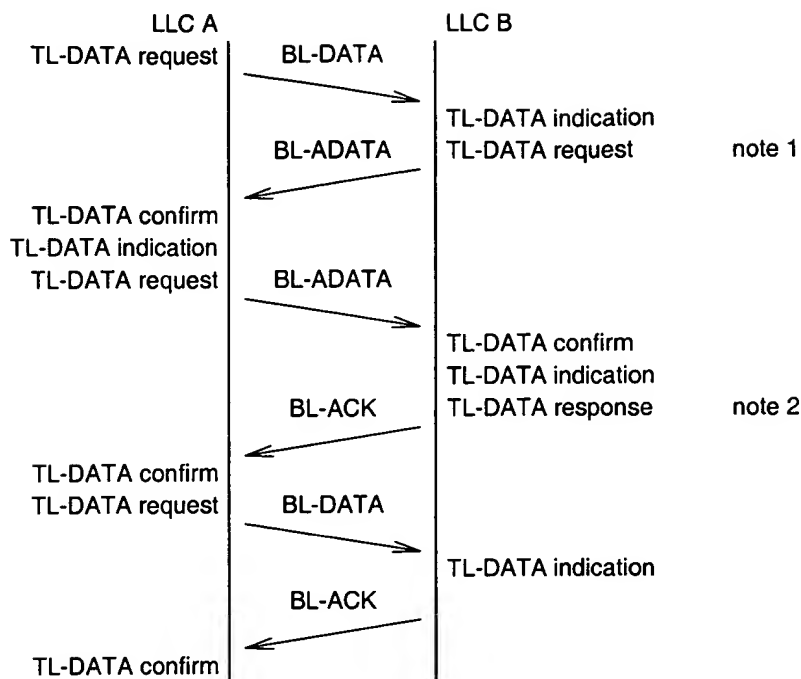 LLC A LLC B
TL-DATA request BL-DATA
TL-DATA indication
BL-ADATA TL-DATA request note 1
TL-DATA confirm
TL-DATA indication
TL-DATA request BL-ADATA
TL-DATA confirm
TL-DATA indication
BL-ACK TL-DATA response note 2
TL-DATA confirm
TL-DATA request BL-DATA
TL-DATA indication
BL-ACK
TL-DATA confirm